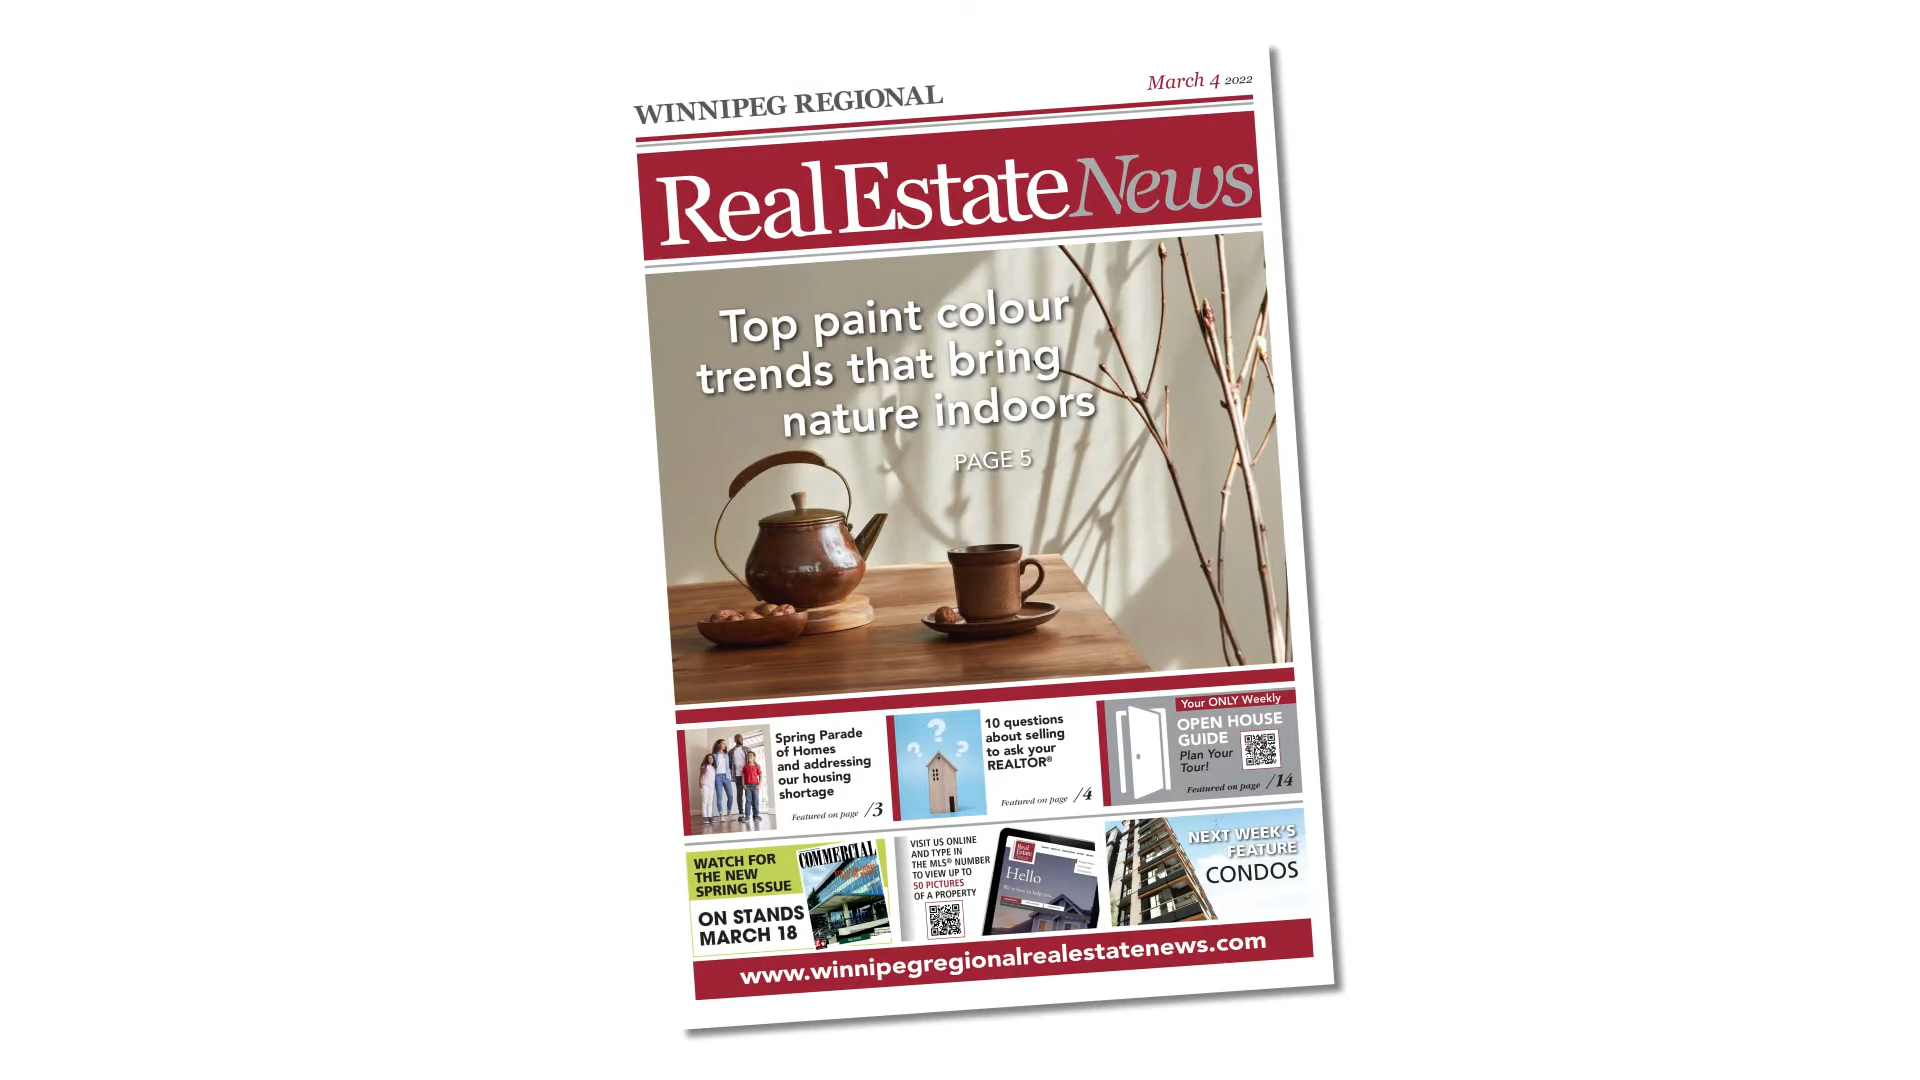 WINNIPEG REGIONAL
March 4 2022
Real Estate News
Top paint colour
trends that bring
nature indoors
PAGE 5
Spring Parade
of Homes
and addressing
our housing
shortage
Featured on page /3
10 questions
about selling
to ask your
REALTOR®
Featured on page /4
Your ONLY Weekly
OPEN HOUSE
GUIDE
Plan Your
Tour!
Featured on page /14
WATCH FOR
THE NEW
SPRING ISSUE
ON STANDS
MARCH 18
COMMERCIAL
VISIT US ONLINE
AND TYPE IN
THE MLS® NUMBER
TO VIEW UP TO
50 PICTURES
OF A PROPERTY
Real
Estate
Hello
NEXT WEEK'S
FEATURE
CONDOS
www.winnipegregionalrealestatenews.com